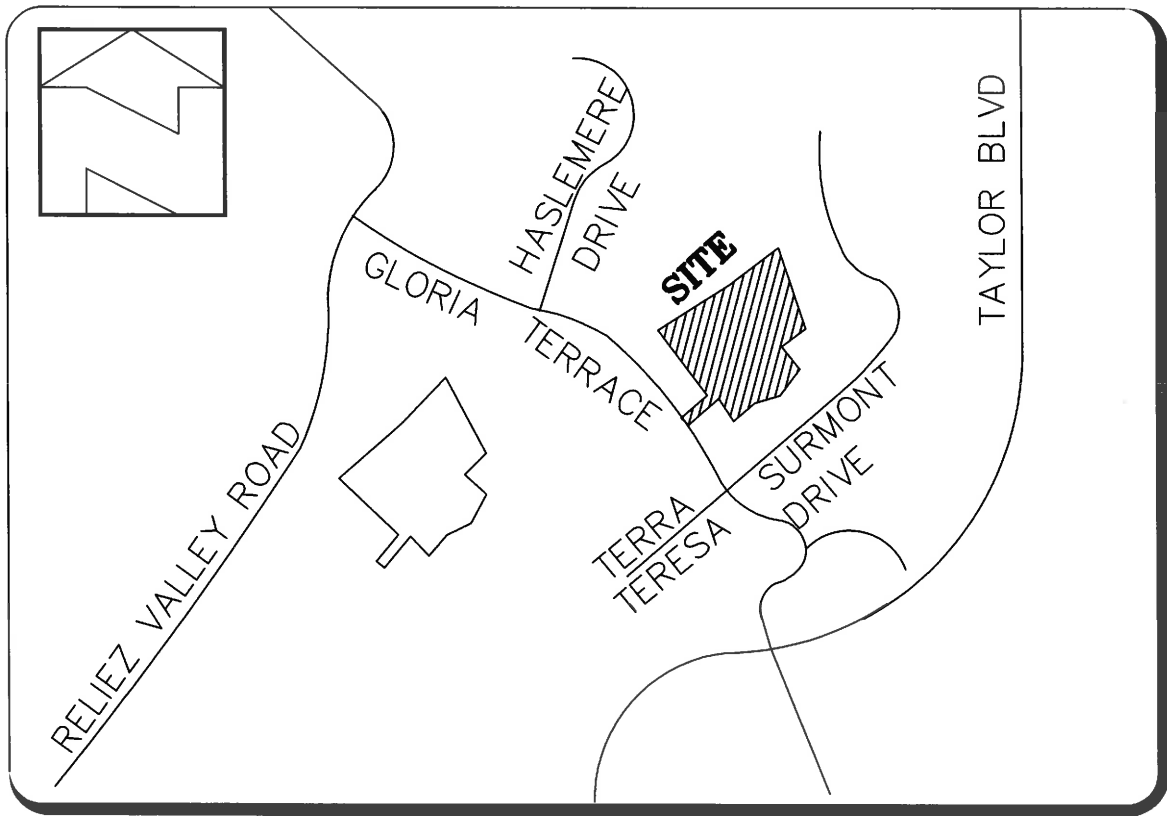 N
HASLEMERE
DRIVE
TAYLOR BLVD
GLORIA
TERRACE
SITE
RELIEZ VALLEY ROAD
SURMONT
DRIVE
TERRA
TERESA